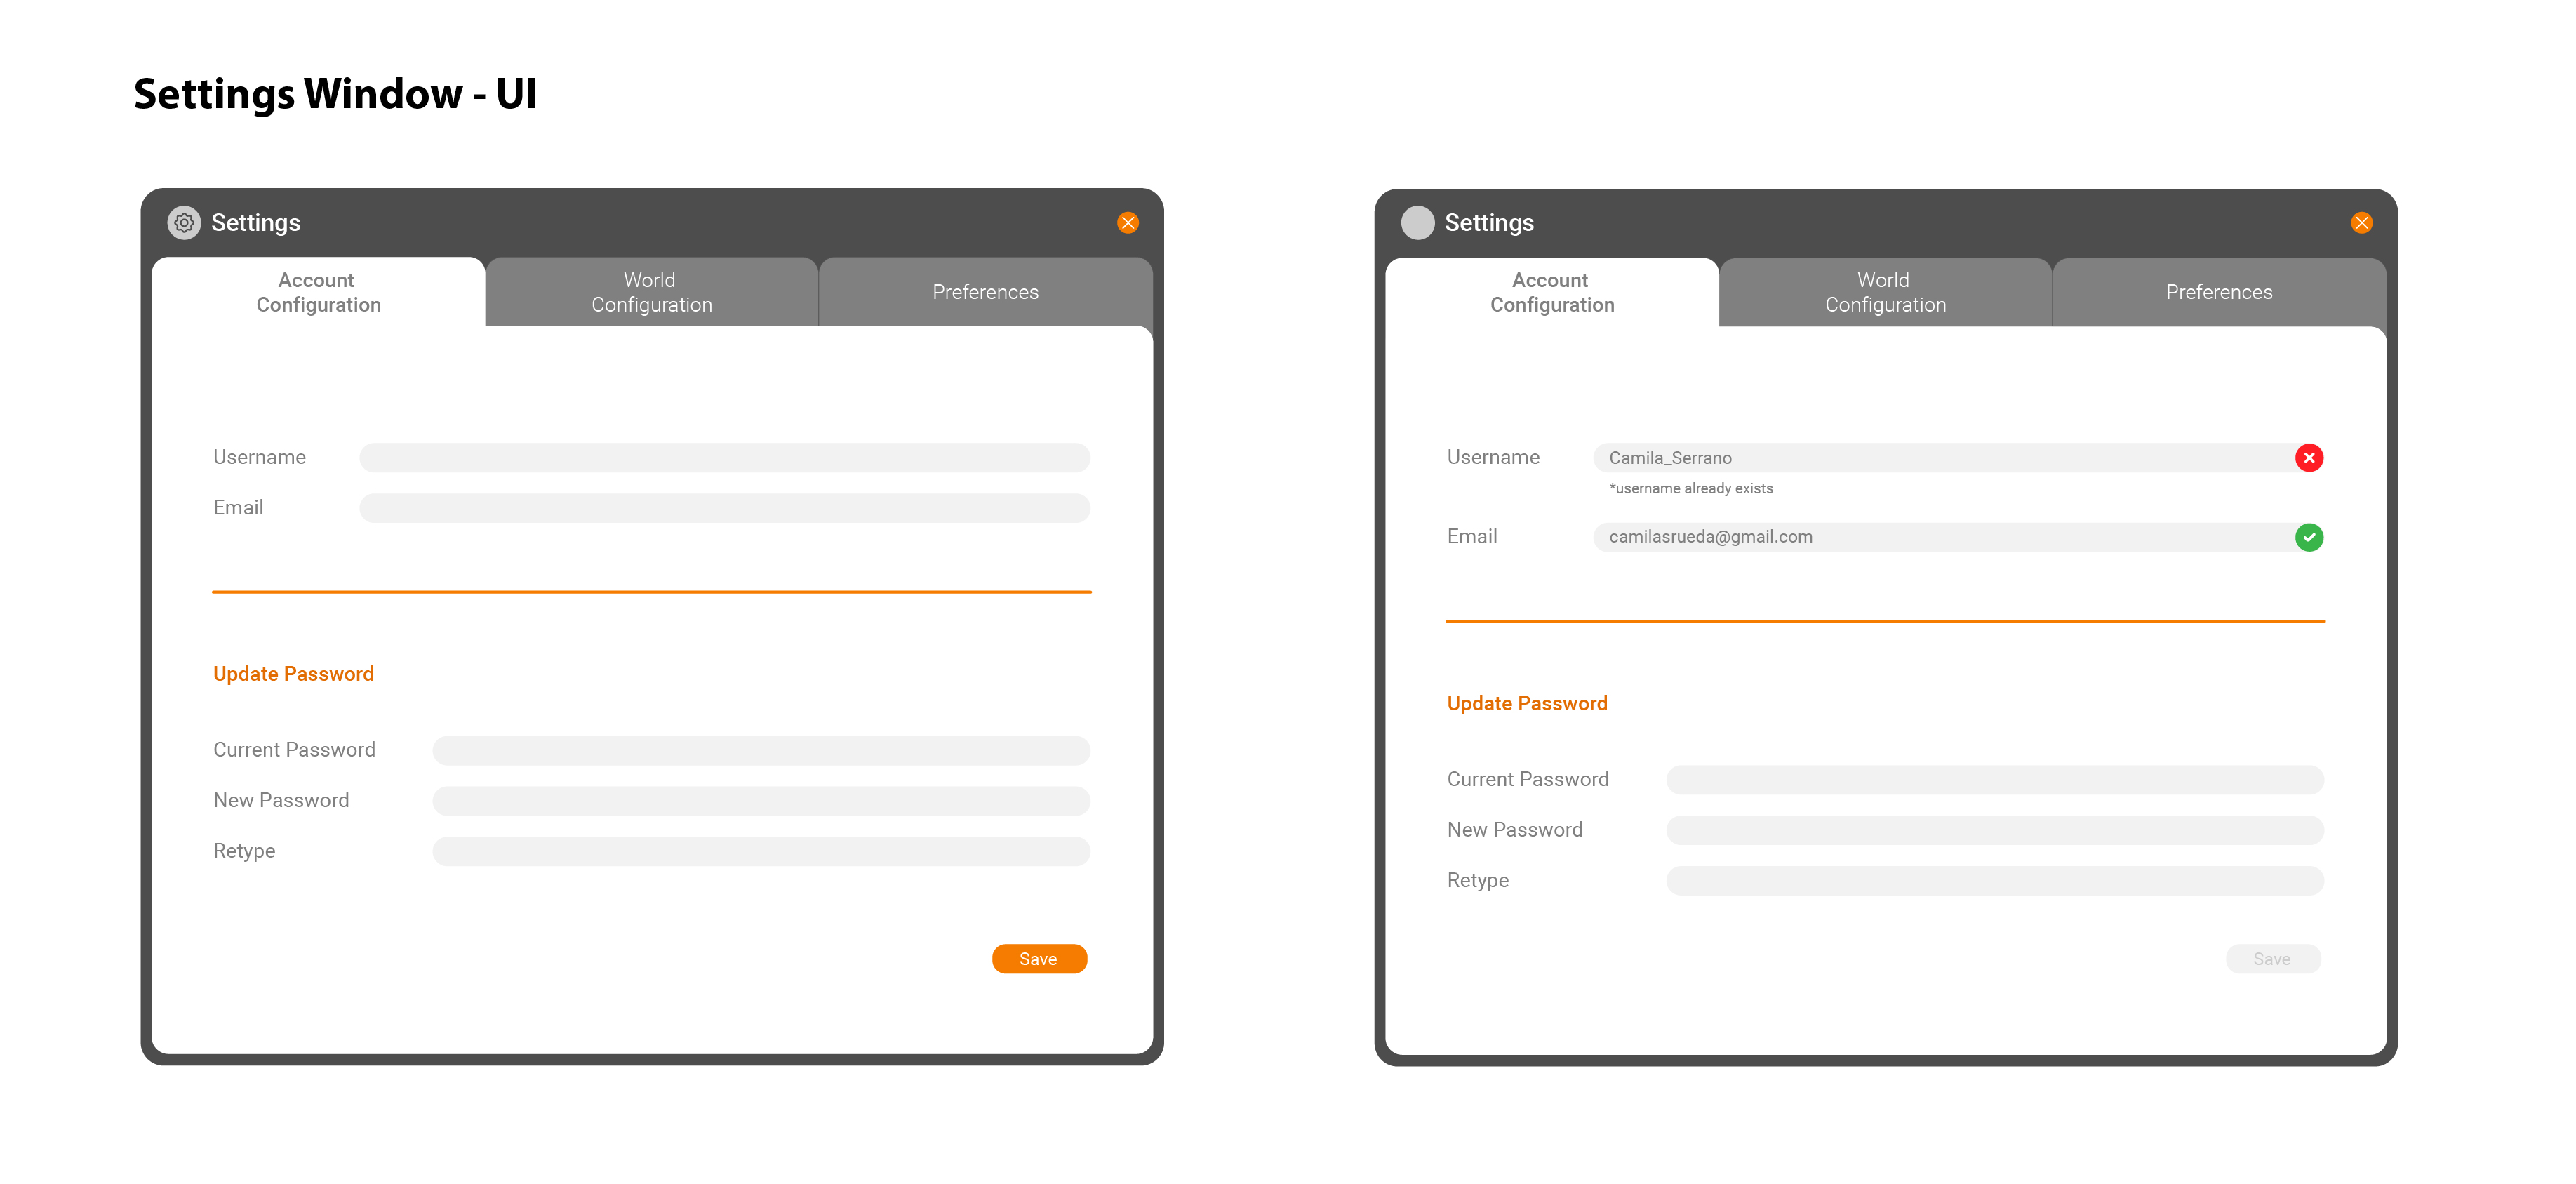 Settings Window - UI
Settings
Account
Configuration
World
Configuration
Preferences
Username
Email
Update Password
Current Password
New Password
Retype
Save
Settings
Account
Configuration
World
Configuration
Preferences
Username
Camila_Serrano
*username already exists
Email
camilasrueda@gmail.com
Update Password
Current Password
New Password
Retype
Save